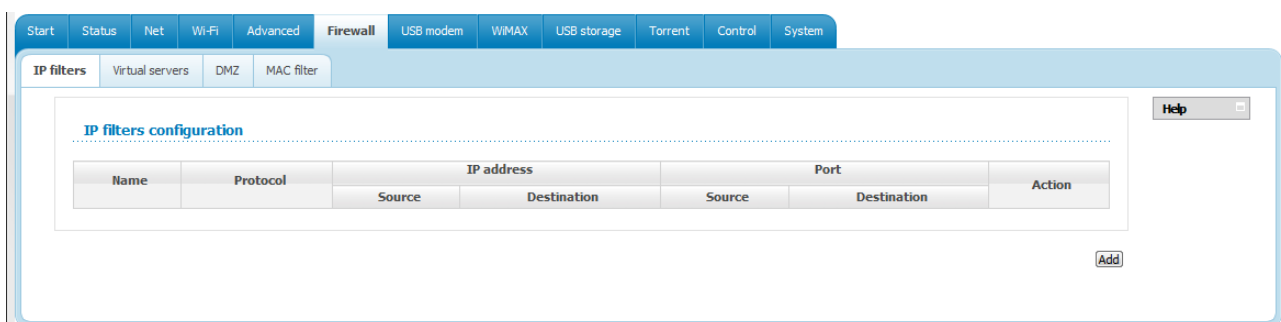 Start Status Net Wi-Fi Advanced Firewall USB modem WiMAX USB storage Torrent Control System
IP filters Virtual servers DMZ MAC filter
Help
IP filters configuration
Name Protocol IP address Port Action
Source Destination Source Destination
Add